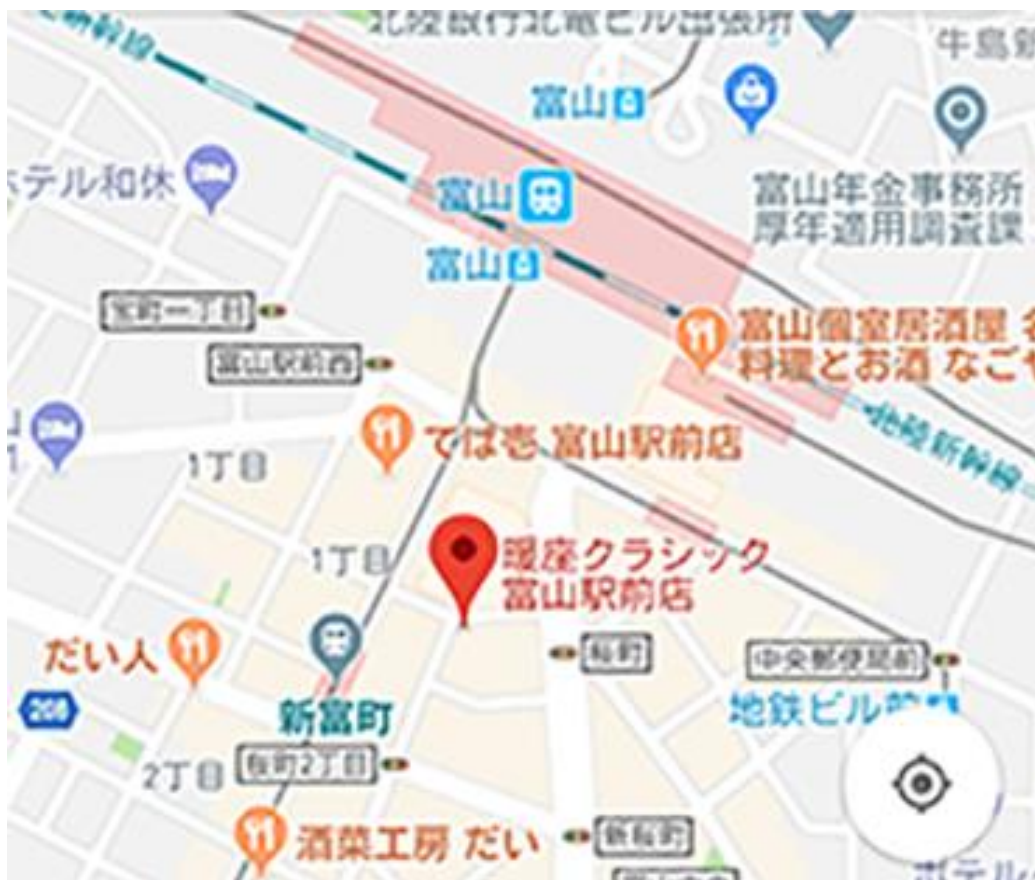 北陸銀行北電ビル出張所
牛島新
富山
富山
富山年金事務所
厚年適用調査課
富山
テル和休
宝町一丁目
富山駅前西
富山個室居酒屋
料理とお酒 なごや
でば壱 富山駅前店
北陸新幹線
1丁目
1丁目
暖座クラシック
富山駅前店
だい人
桜町
中央郵便局前
208
新富町
地鉄ビル前
2丁目
桜町2丁目
酒菜工房 だい
新桜町
ホテル